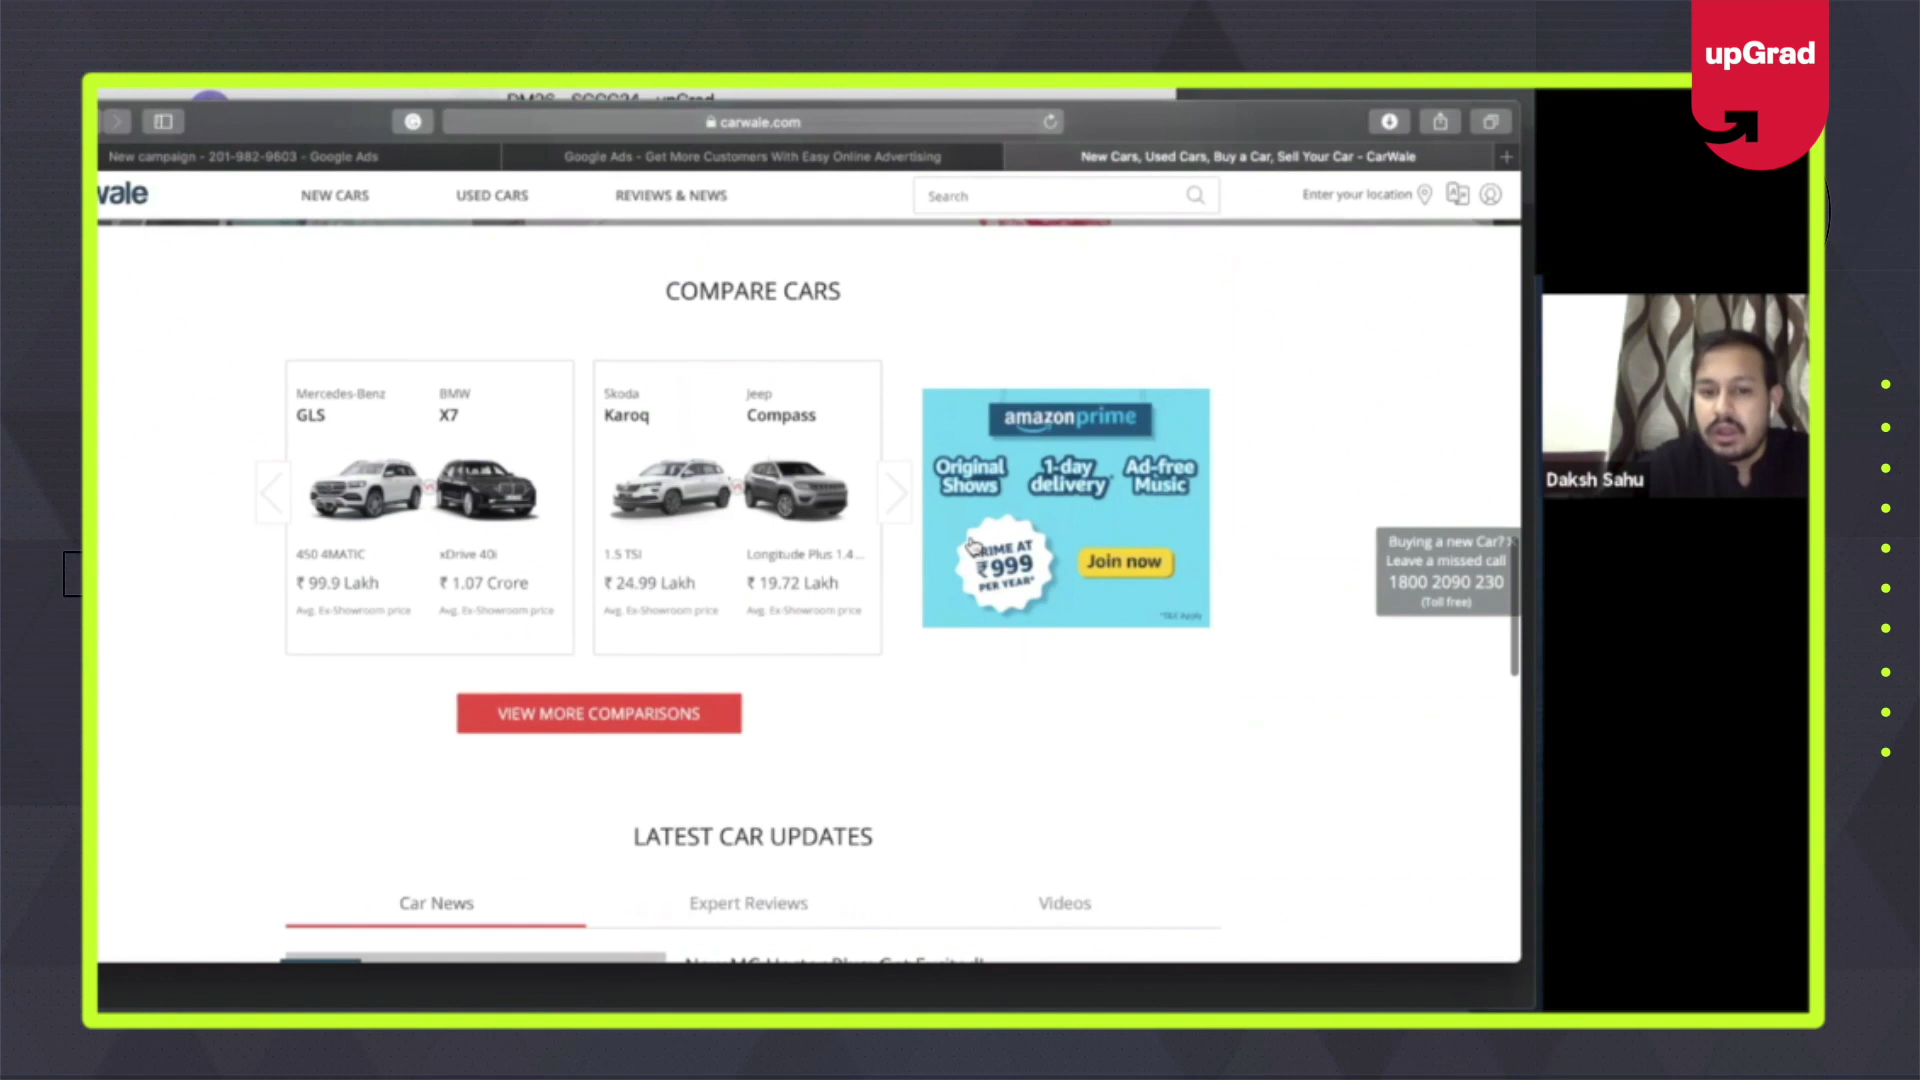 upGrad
carwale.com
New campaign - 201-982-9603 - Google Ads
Google Ads - Get More Customers With Easy Online Advertising
New Cars, Used Cars, Buy a Car, Sell Your Car - CarWale
wale
NEW CARS
USED CARS
REVIEWS & NEWS
Search
Enter your location
COMPARE CARS
Mercedes-Benz
GLS
BMW
X7
450 4MATIC
₹ 99.9 Lakh
Avg. Ex-Showroom price
xDrive 40i
₹ 1.07 Crore
Avg. Ex-Showroom price
Skoda
Karoq
Jeep
Compass
1.5 TSI
₹ 24.99 Lakh
Avg. Ex-Showroom price
Longitude Plus 1.4...
₹ 19.72 Lakh
Avg. Ex-Showroom price
amazonprime
Original Shows
1-day delivery*
Ad-free Music
PRIME AT
₹999
PER YEAR*
Join now
*T&C Apply
Daksh Sahu
Buying a new Car? X
Leave a missed call
1800 2090 230
(Toll free)
VIEW MORE COMPARISONS
LATEST CAR UPDATES
Car News
Expert Reviews
Videos